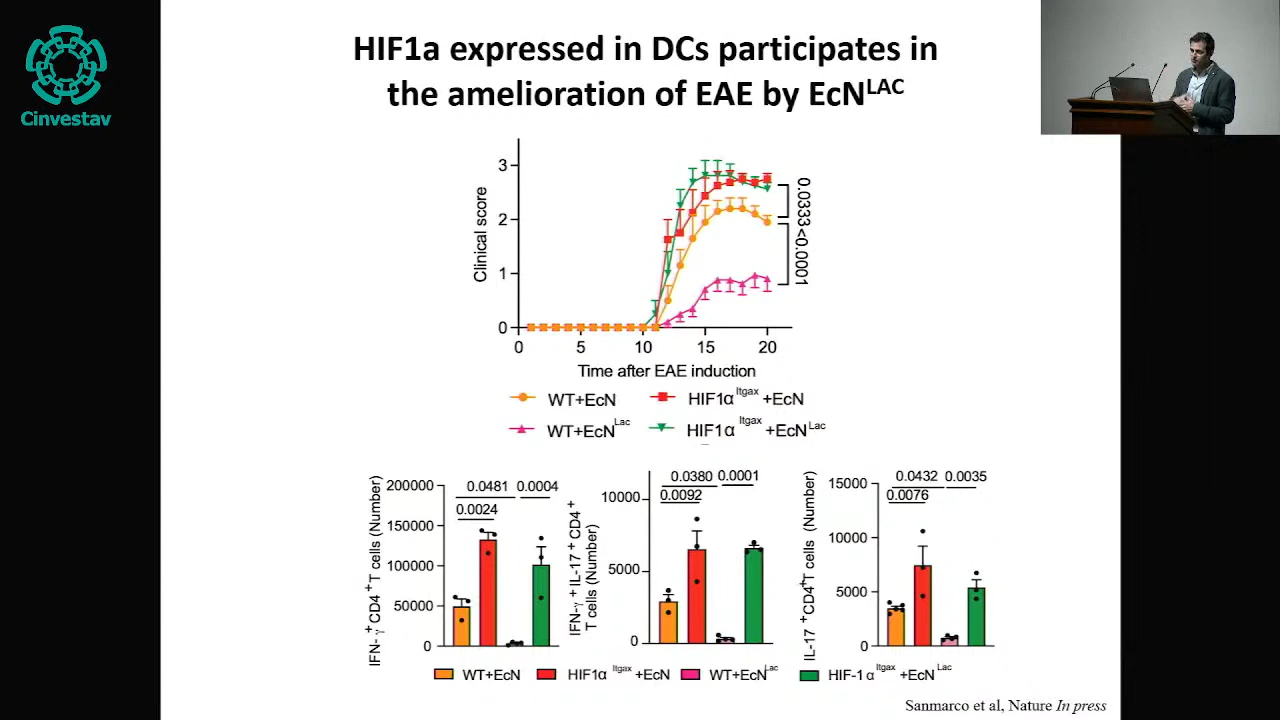 Cinvestav
HIF1a expressed in DCs participates in
the amelioration of EAE by EcNLAC
Clinical score
3
2
1
0
0 5 10 15 20
Time after EAE induction
0.0333
<0.0001
WT+EcN
HIF1α Itgax +EcN
WT+EcN Lac
HIF1 α Itgax +EcN Lac
IFN-γ+CD4+T cells (Number)
200000
150000
100000
50000
0
0.0481 0.0004
0.0024
IFN-γ+IL-17+CD4+
T cells (Number)
10000
5000
0
0.0380 0.0001
0.0092
IL-17+CD4+T cells (Number)
15000
10000
5000
0
0.0432 0.0035
0.0076
WT+EcN
HIF1α Itgax +EcN
WT+EcN Lac
HIF-1 α Itgax +EcN Lac
Sanmarco et al, Nature In press